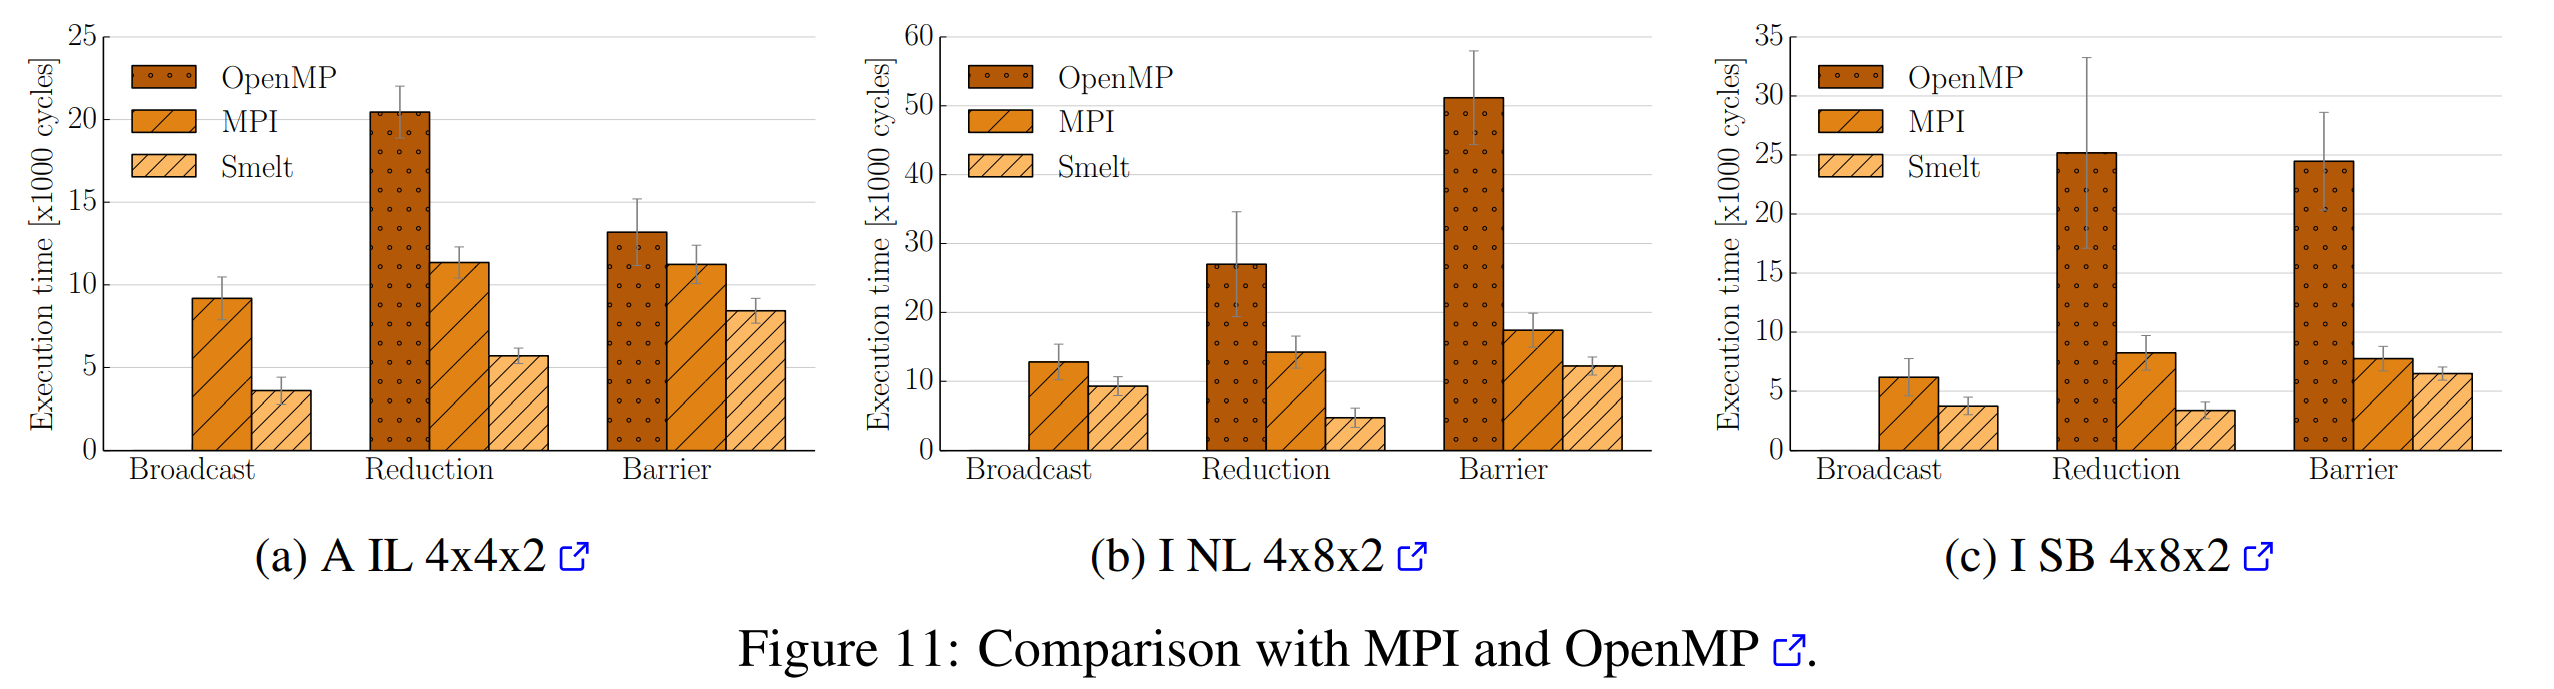 Execution time [x1000 cycles]
25
20
15
10
5
0
OpenMP
MPI
Smelt
Broadcast Reduction Barrier
(a) A IL 4x4x2
Execution time [x1000 cycles]
60
50
40
30
20
10
0
OpenMP
MPI
Smelt
Broadcast Reduction Barrier
(b) I NL 4x8x2
Execution time [x1000 cycles]
35
30
25
20
15
10
5
0
OpenMP
MPI
Smelt
Broadcast Reduction Barrier
(c) I SB 4x8x2
Figure 11: Comparison with MPI and OpenMP .